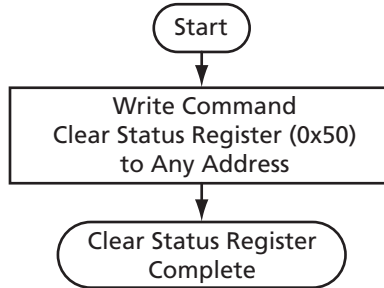 Start
Write Command
Clear Status Register (0x50)
to Any Address
Clear Status Register
Complete